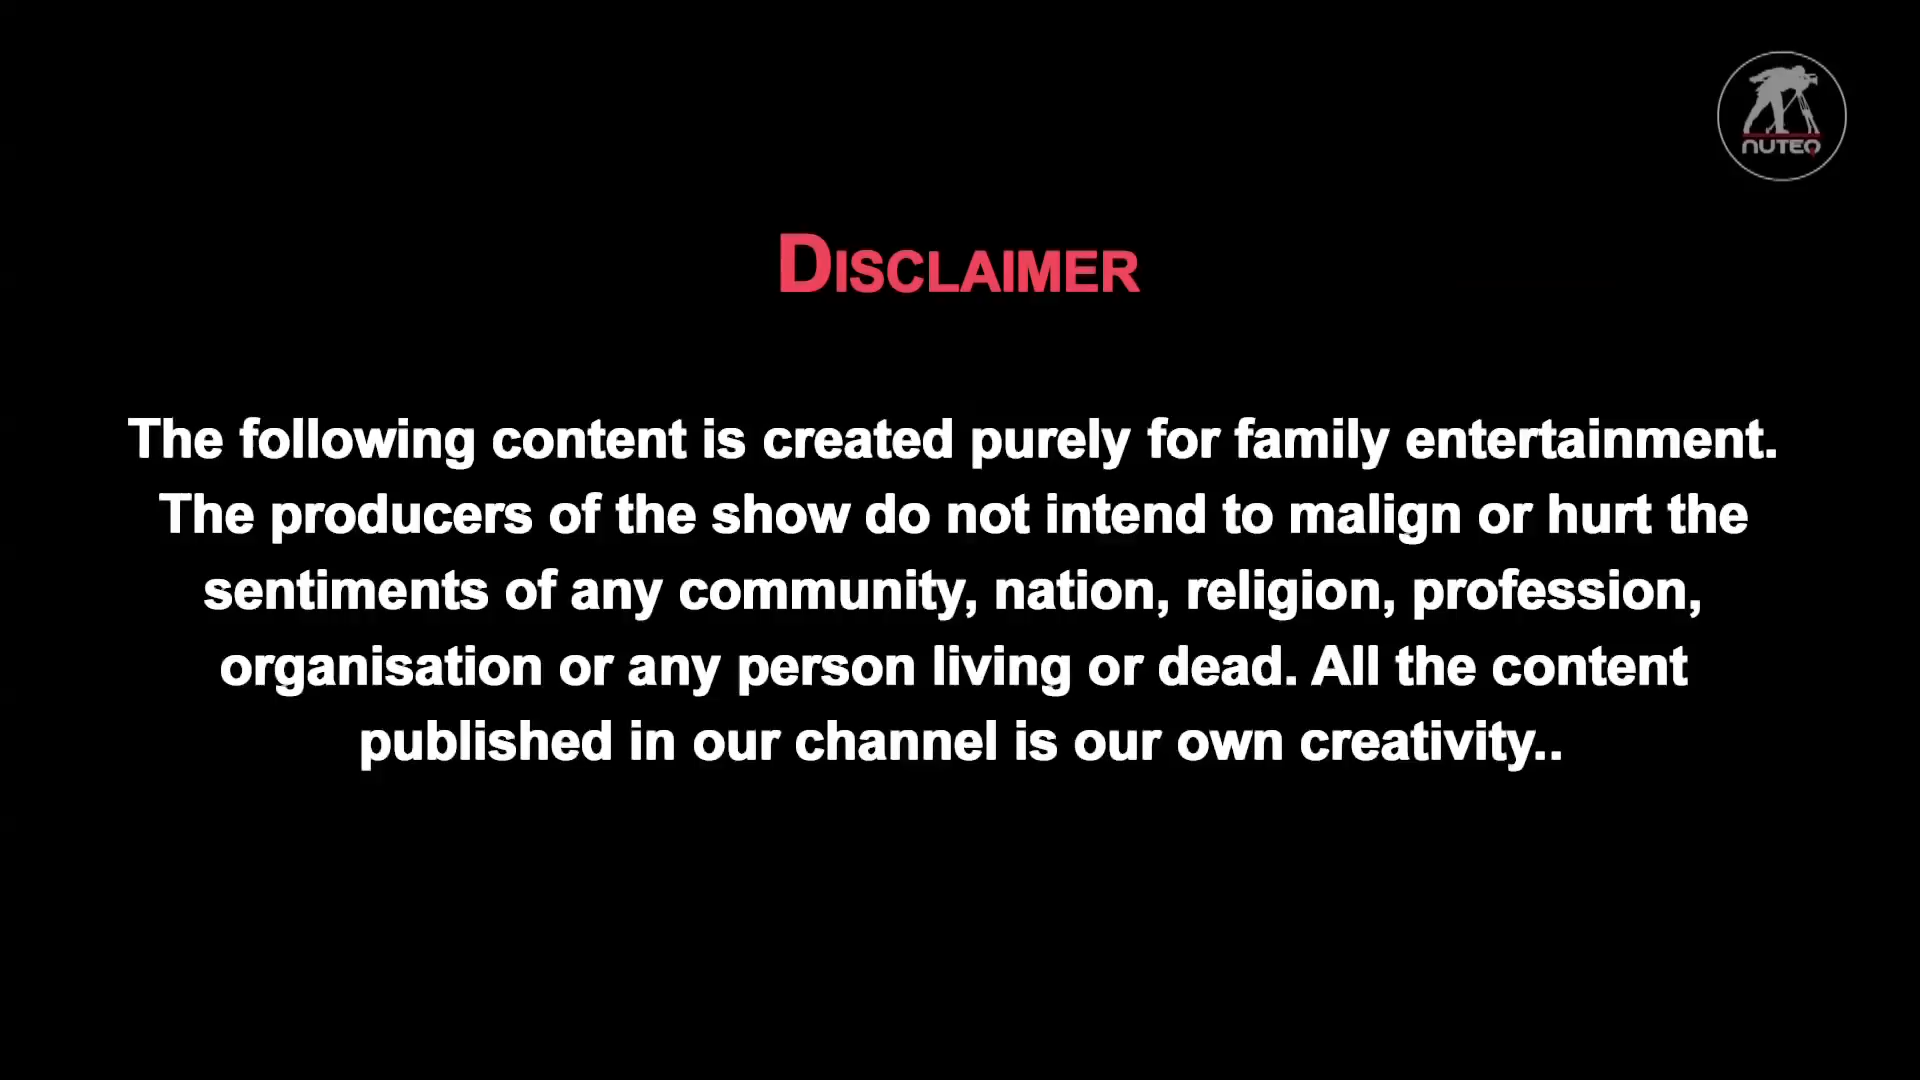 NUTEQ
DISCLAIMER
The following content is created purely for family entertainment.
The producers of the show do not intend to malign or hurt the
sentiments of any community, nation, religion, profession,
organisation or any person living or dead. All the content
published in our channel is our own creativity..